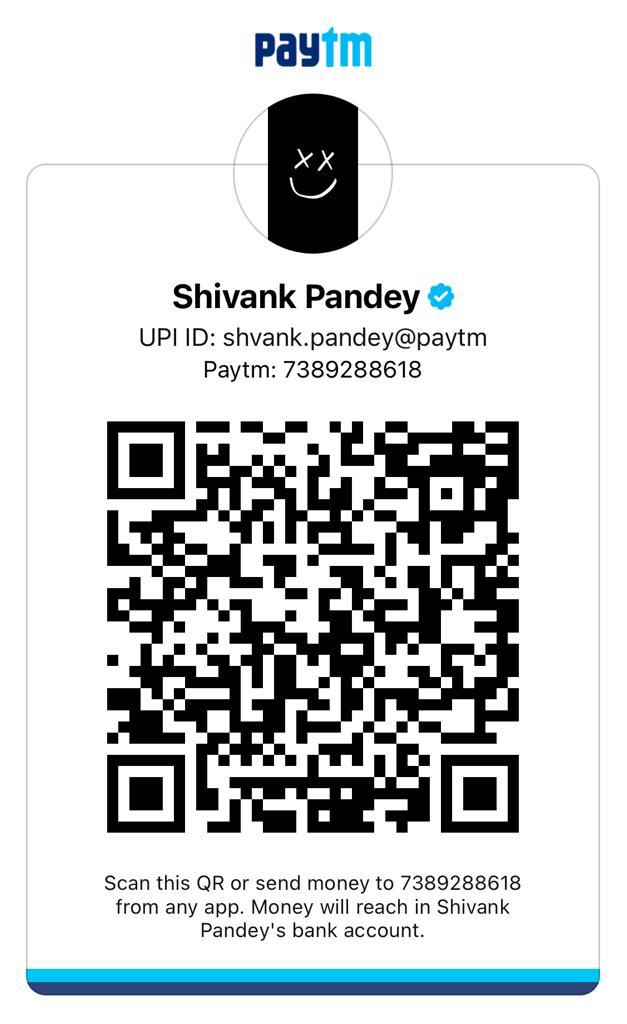 paytm
Shivank Pandey
UPI ID: shvank.pandey@paytm
Paytm: 7389288618
Scan this QR or send money to 7389288618
from any app. Money will reach in Shivank
Pandey's bank account.